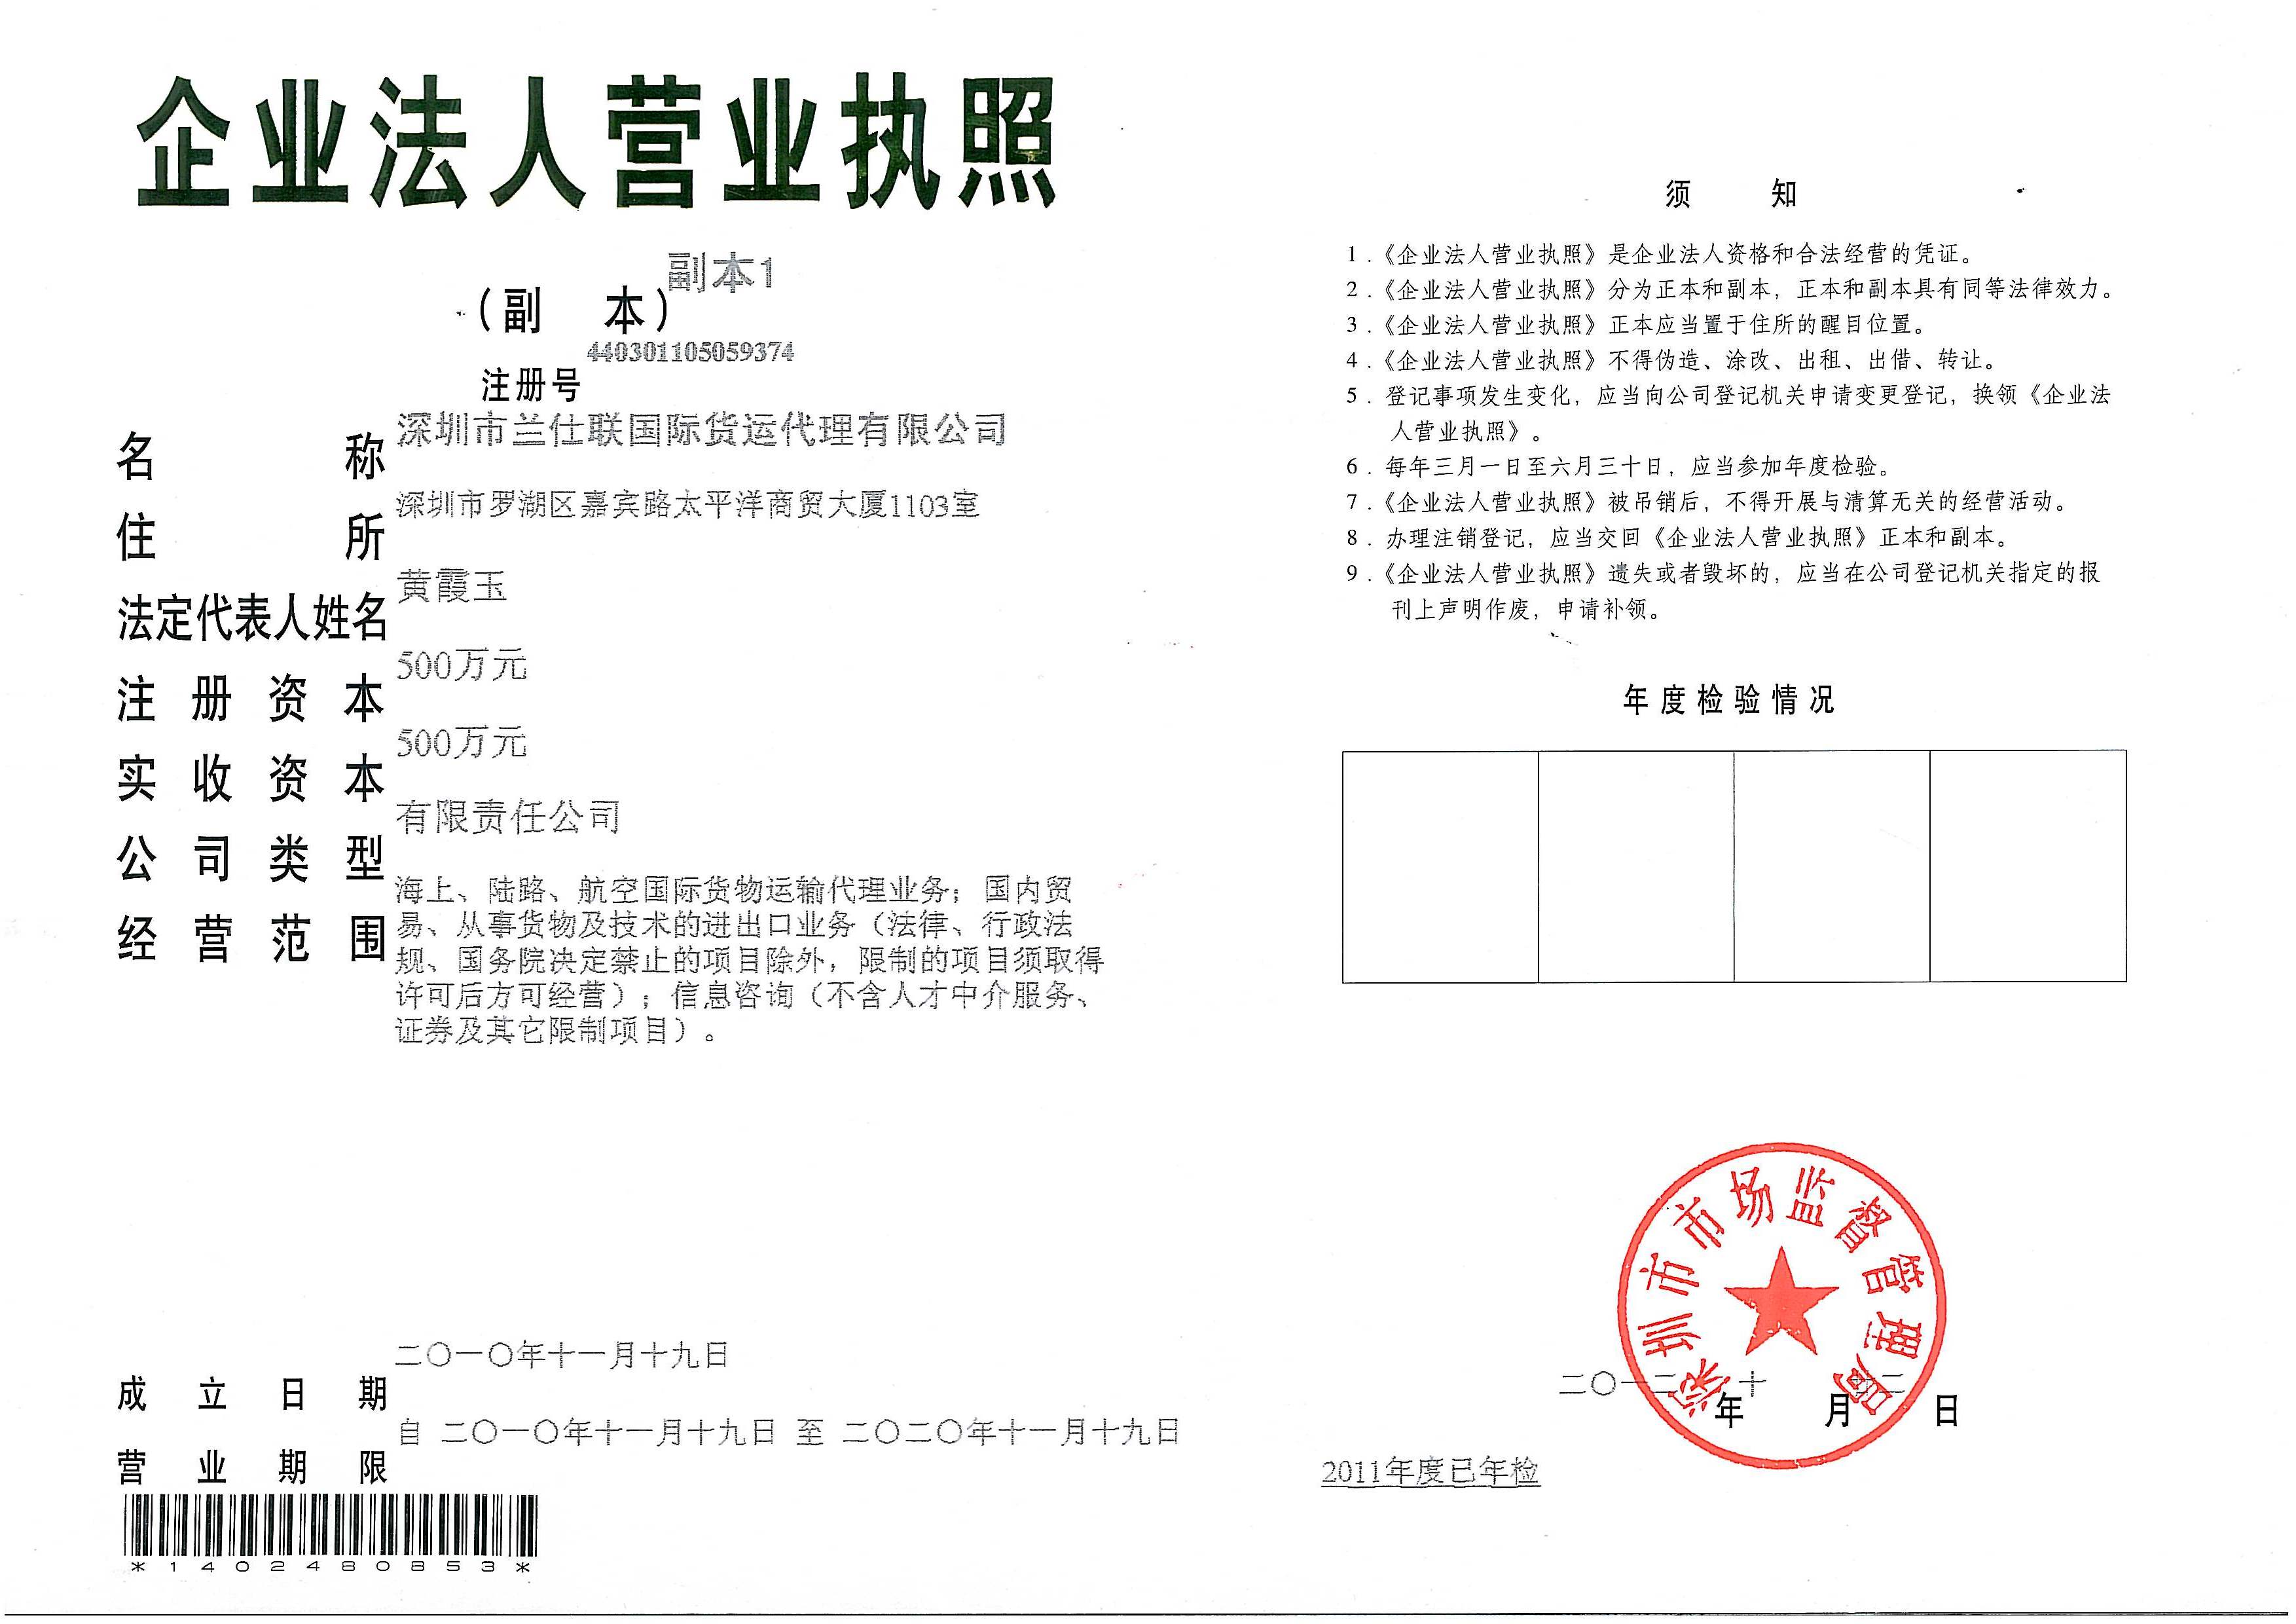 企业法人营业执照
副本1
（副 本）
440301105059374
注册号
名 称 深圳市兰仕联国际货运代理有限公司
住 所 深圳市罗湖区嘉宾路太平洋商贸大厦1103室
法定代表人姓名 黄霞玉
注册资本 500万元
实收资本 500万元
公司类型 有限责任公司
经营范围 海上、陆路、航空国际货物运输代理业务；国内贸
易、从事货物及技术的进出口业务（法律、行政法
规、国务院决定禁止的项目除外，限制的项目须取得
许可后方可经营）；信息咨询（不含人才中介服务、
证券及其它限制项目）。
成立日期 二〇一〇年十一月十九日
营业期限 自 二〇一〇年十一月十九日 至 二〇二〇年十一月十九日
*1402480853*
须 知
1．《企业法人营业执照》是企业法人资格和合法经营的凭证。
2．《企业法人营业执照》分为正本和副本，正本和副本具有同等法律效力。
3．《企业法人营业执照》正本应当置于住所的醒目位置。
4．《企业法人营业执照》不得伪造、涂改、出租、出借、转让。
5．登记事项发生变化，应当向公司登记机关申请变更登记，换领《企业法
人营业执照》。
6．每年三月一日至六月三十日，应当参加年度检验。
7．《企业法人营业执照》被吊销后，不得开展与清算无关的经营活动。
8．办理注销登记，应当交回《企业法人营业执照》正本和副本。
9．《企业法人营业执照》遗失或者毁坏的，应当在公司登记机关指定的报
刊上声明作废，申请补领。
年度检验情况
深圳市市场监督管理局
二〇一二 年 十 月 日
2011年度已年检